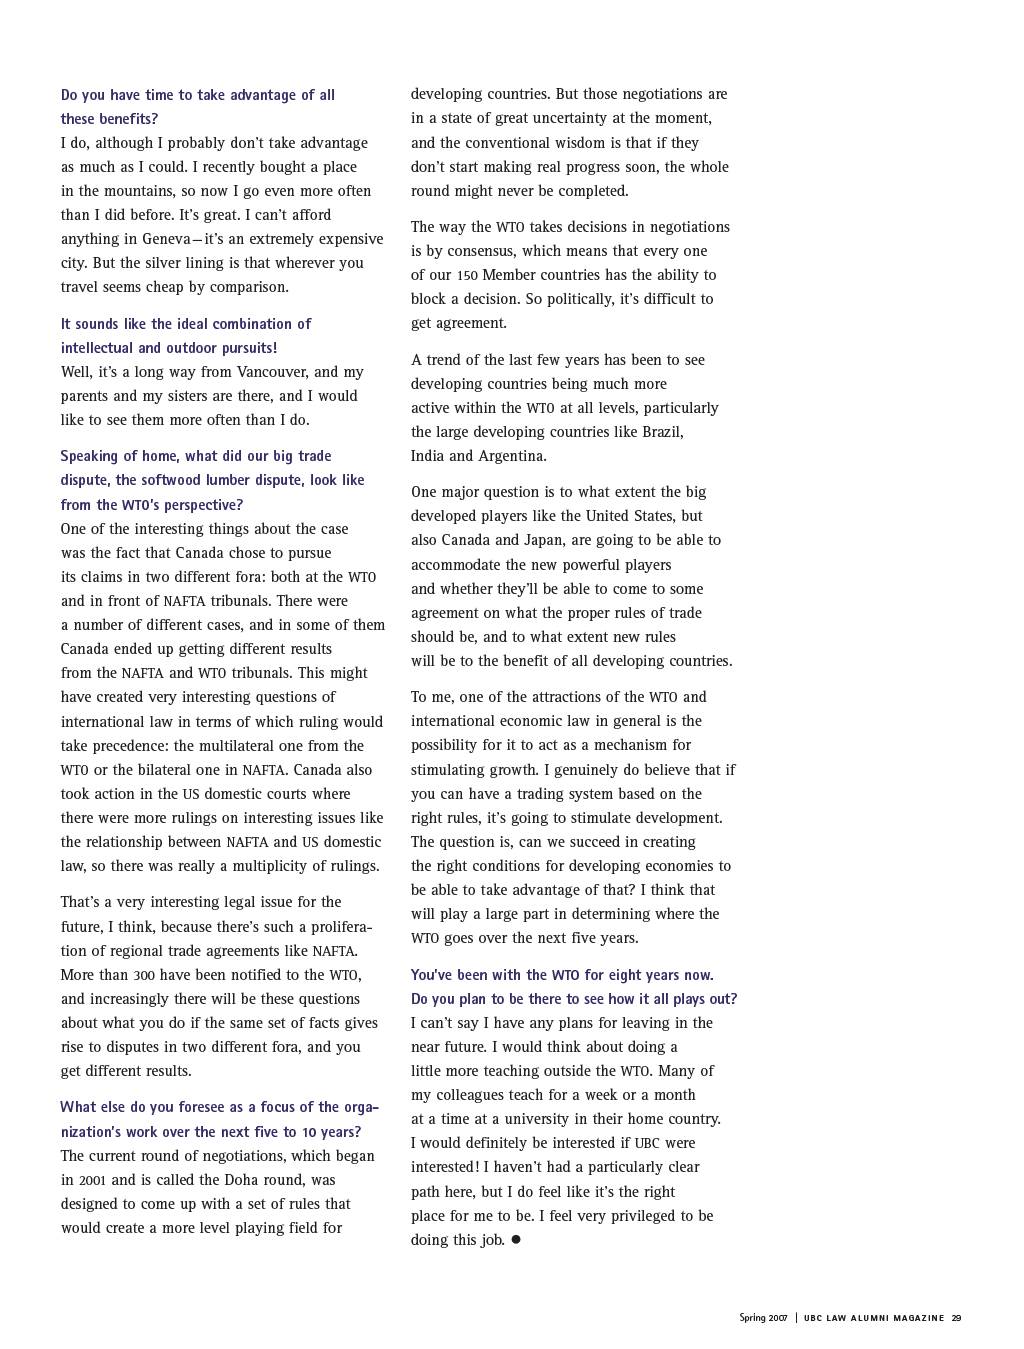 Do you have time to take advantage of all
these benefits?
I do, although I probably don't take advantage
as much as I could. I recently bought a place
in the mountains, so now I go even more often
than I did before. It's great. I can't afford
anything in Geneva—it's an extremely expensive
city. But the silver lining is that wherever you
travel seems cheap by comparison.
It sounds like the ideal combination of
intellectual and outdoor pursuits!
Well, it's a long way from Vancouver, and my
parents and my sisters are there, and I would
like to see them more often than I do.
Speaking of home, what did our big trade
dispute, the softwood lumber dispute, look like
from the WTO's perspective?
One of the interesting things about the case
was the fact that Canada chose to pursue
its claims in two different fora: both at the WTO
and in front of NAFTA tribunals. There were
a number of different cases, and in some of them
Canada ended up getting different results
from the NAFTA and WTO tribunals. This might
have created very interesting questions of
international law in terms of which ruling would
take precedence: the multilateral one from the
WTO or the bilateral one in NAFTA. Canada also
took action in the US domestic courts where
there were more rulings on interesting issues like
the relationship between NAFTA and US domestic
law, so there was really a multiplicity of rulings.
That's a very interesting legal issue for the
future, I think, because there's such a prolifera-
tion of regional trade agreements like NAFTA.
More than 300 have been notified to the WTO,
and increasingly there will be these questions
about what you do if the same set of facts gives
rise to disputes in two different fora, and you
get different results.
What else do you foresee as a focus of the orga-
nization's work over the next five to 10 years?
The current round of negotiations, which began
in 2001 and is called the Doha round, was
designed to come up with a set of rules that
would create a more level playing field for
developing countries. But those negotiations are
in a state of great uncertainty at the moment,
and the conventional wisdom is that if they
don't start making real progress soon, the whole
round might never be completed.
The way the WTO takes decisions in negotiations
is by consensus, which means that every one
of our 150 Member countries has the ability to
block a decision. So politically, it's difficult to
get agreement.
A trend of the last few years has been to see
developing countries being much more
active within the WTO at all levels, particularly
the large developing countries like Brazil,
India and Argentina.
One major question is to what extent the big
developed players like the United States, but
also Canada and Japan, are going to be able to
accommodate the new powerful players
and whether they'll be able to come to some
agreement on what the proper rules of trade
should be, and to what extent new rules
will be to the benefit of all developing countries.
To me, one of the attractions of the WTO and
international economic law in general is the
possibility for it to act as a mechanism for
stimulating growth. I genuinely do believe that if
you can have a trading system based on the
right rules, it's going to stimulate development.
The question is, can we succeed in creating
the right conditions for developing economies to
be able to take advantage of that? I think that
will play a large part in determining where the
WTO goes over the next five years.
You've been with the WTO for eight years now.
Do you plan to be there to see how it all plays out?
I can't say I have any plans for leaving in the
near future. I would think about doing a
little more teaching outside the WTO. Many of
my colleagues teach for a week or a month
at a time at a university in their home country.
I would definitely be interested if UBC were
interested! I haven't had a particularly clear
path here, but I do feel like it's the right
place for me to be. I feel very privileged to be
doing this job. ●
Spring 2007 | UBC LAW ALUMNI MAGAZINE 29